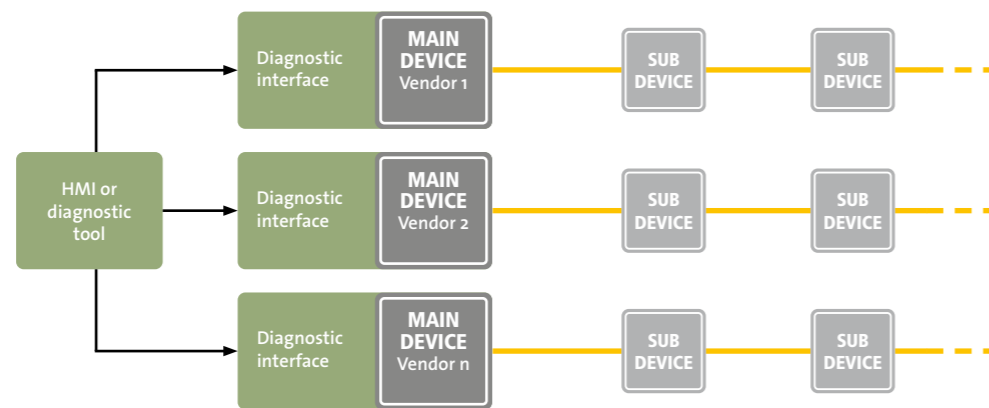 Diagnostic
interface
MAIN
DEVICE
Vendor 1
SUB
DEVICE
SUB
DEVICE
HMI or
diagnostic
tool
Diagnostic
interface
MAIN
DEVICE
Vendor 2
SUB
DEVICE
SUB
DEVICE
Diagnostic
interface
MAIN
DEVICE
Vendor n
SUB
DEVICE
SUB
DEVICE